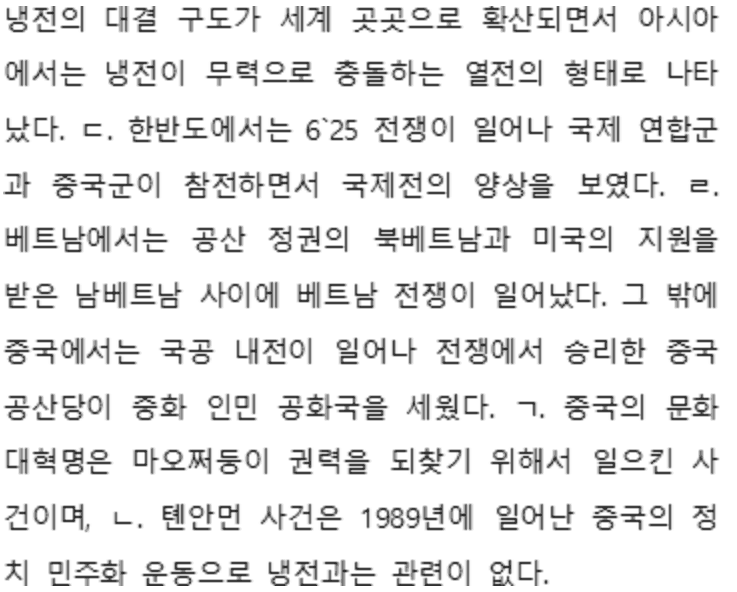 냉전의 대결 구도가 세계 곳곳으로 확산되면서 아시아
에서는 냉전이 무력으로 충돌하는 열전의 형태로 나타
났다. ㄷ. 한반도에서는 6`25 전쟁이 일어나 국제 연합군
과 중국군이 참전하면서 국제전의 양상을 보였다. ㄹ.
베트남에서는 공산 정권의 북베트남과 미국의 지원을
받은 남베트남 사이에 베트남 전쟁이 일어났다. 그 밖에
중국에서는 국공 내전이 일어나 전쟁에서 승리한 중국
공산당이 중화 인민 공화국을 세웠다. ㄱ. 중국의 문화
대혁명은 마오쩌둥이 권력을 되찾기 위해서 일으킨 사
건이며, ㄴ. 톈안먼 사건은 1989년에 일어난 중국의 정
치 민주화 운동으로 냉전과는 관련이 없다.